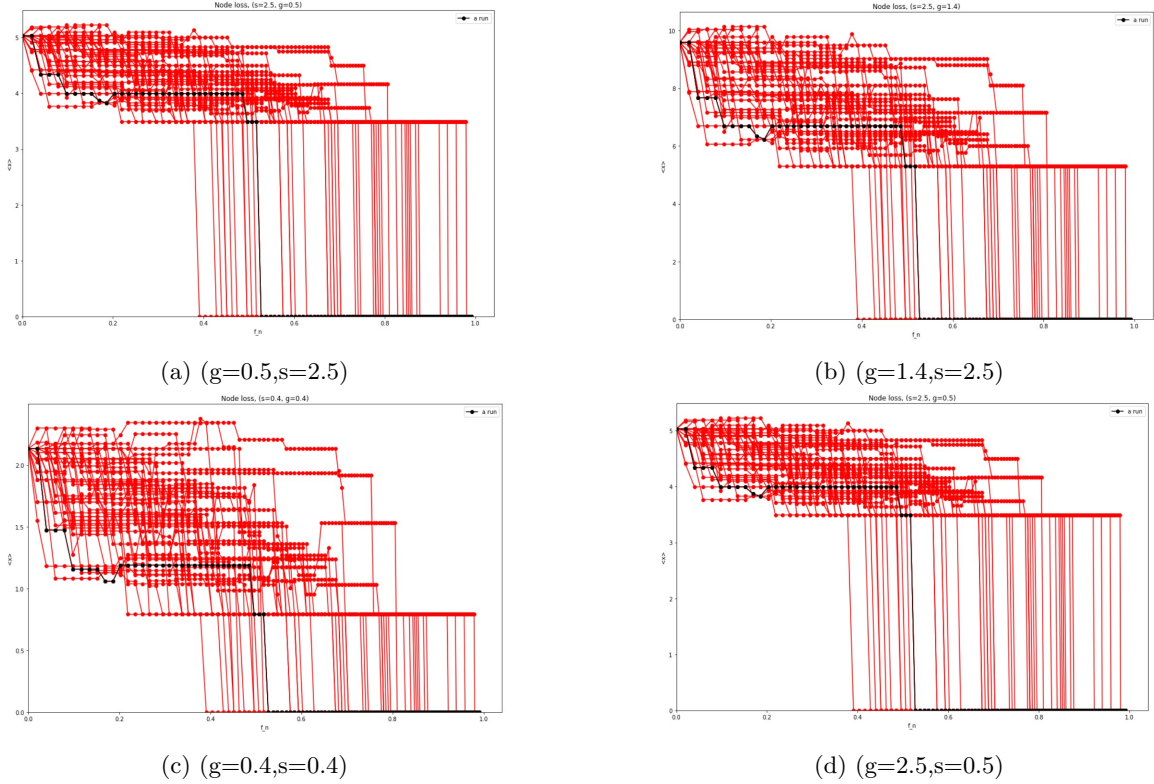 Node loss, (s=2.5, g=0.5)
a run
5
4
3
2
1
0
<x>
0.0 0.2 0.4 0.6 0.8 1.0
f_n
(a) (g=0.5,s=2.5)
Node loss, (s=2.5, g=1.4)
a run
10
8
6
4
2
0
<x>
0.0 0.2 0.4 0.6 0.8 1.0
f_n
(b) (g=1.4,s=2.5)
Node loss, (s=0.4, g=0.4)
a run
2.0
1.5
1.0
0.5
0.0
<x>
0.0 0.2 0.4 0.6 0.8 1.0
f_n
(c) (g=0.4,s=0.4)
Node loss, (s=2.5, g=0.5)
a run
5
4
3
2
1
0
<x>
0.0 0.2 0.4 0.6 0.8 1.0
f_n
(d) (g=2.5,s=0.5)